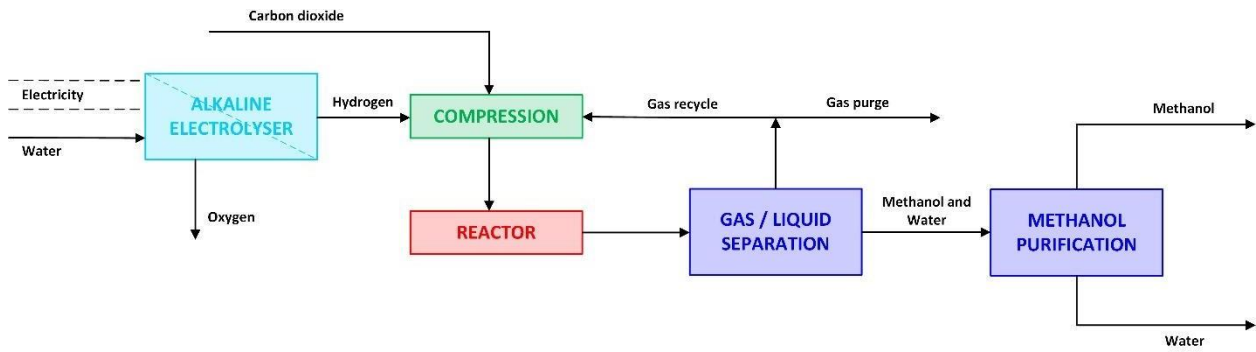 Carbon dioxide
Electricity
ALKALINE
ELECTROLYSER
Hydrogen
COMPRESSION
Gas recycle
Gas purge
Methanol
Water
Oxygen
REACTOR
GAS / LIQUID
SEPARATION
Methanol and
Water
METHANOL
PURIFICATION
Water